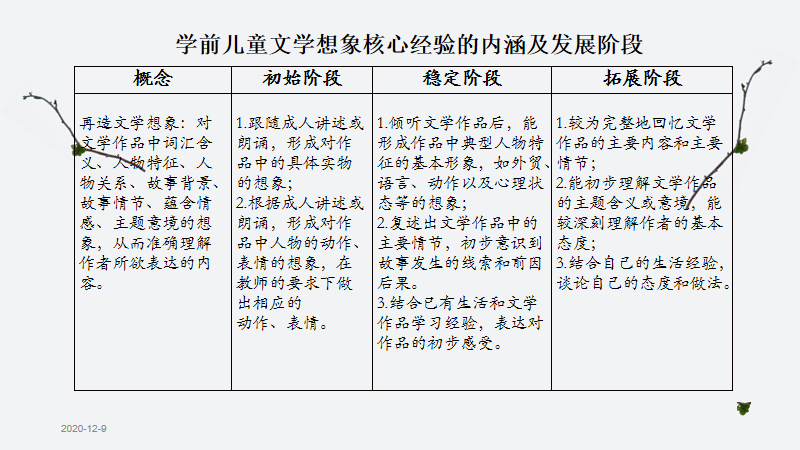 学前儿童文学想象核心经验的内涵及发展阶段
概念
初始阶段
稳定阶段
拓展阶段
再造文学想象：对
文学作品中词汇含
义、人物特征、人
物关系、故事背景、
故事情节、蕴含情
感、主题意境的想
象，从而准确理解
作者所欲表达的内
容。
1.跟随成人讲述或
朗诵，形成对作
品中的具体实物
的想象；
2.根据成人讲述或
朗诵，形成对作
品中人物的动作、
表情的想象，在
教师的要求下做
出相应的
动作、表情。
1.倾听文学作品后，能
形成作品中典型人物特
征的基本形象，如外贸、
语言、动作以及心理状
态等的想象；
2.复述出文学作品中的
主要情节，初步意识到
故事发生的线索和前因
后果。
3.结合已有生活和文学
作品学习经验，表达对
作品的初步感受。
1.较为完整地回忆文学
作品的主要内容和主要
情节；
2.能初步理解文学作品
的主题含义或意境，能
较深刻理解作者的基本
态度；
3.结合自己的生活经验，
谈论自己的态度和做法。
2020-12-9